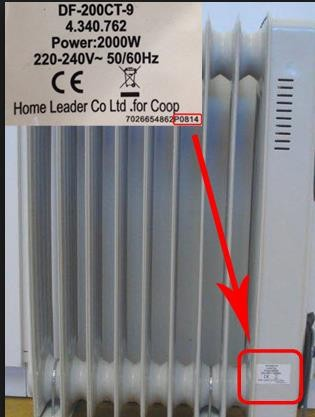 DF-200CT-9
4.340.762
Power:2000W
220-240V~ 50/60Hz
CE
Home Leader Co Ltd .for Coop
7026654862P0814